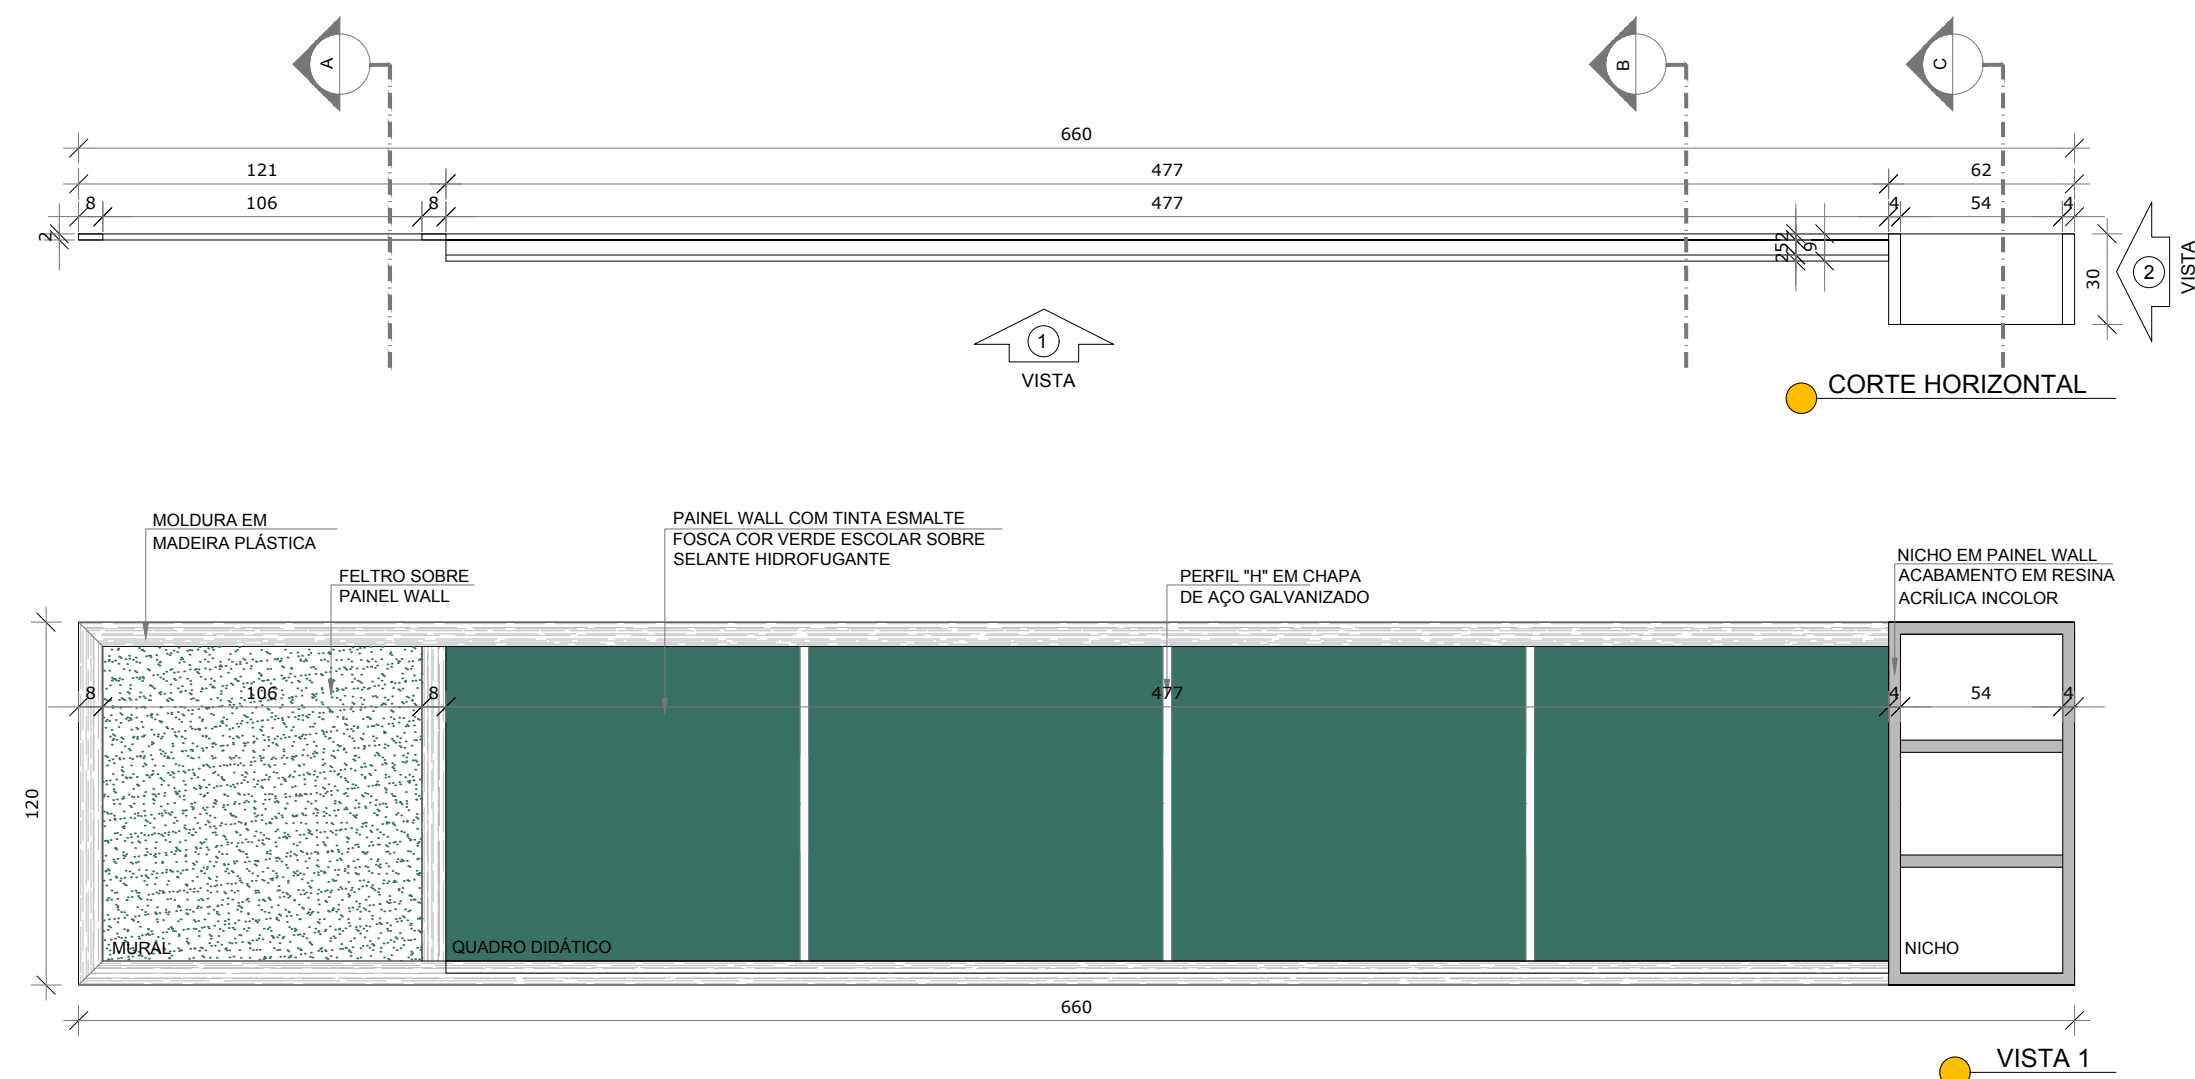 A
B
C
660
121
477
62
8
106
8
477
4
54
4
2
2
5
2
9
30
1
VISTA
2
VISTA
CORTE HORIZONTAL
MOLDURA EM
MADEIRA PLÁSTICA
FELTRO SOBRE
PAINEL WALL
PAINEL WALL COM TINTA ESMALTE
FOSCA COR VERDE ESCOLAR SOBRE
SELANTE HIDROFUGANTE
PERFIL "H" EM CHAPA
DE AÇO GALVANIZADO
NICHO EM PAINEL WALL
ACABAMENTO EM RESINA
ACRÍLICA INCOLOR
8
106
8
477
4
54
4
120
MURAL
QUADRO DIDÁTICO
NICHO
660
VISTA 1